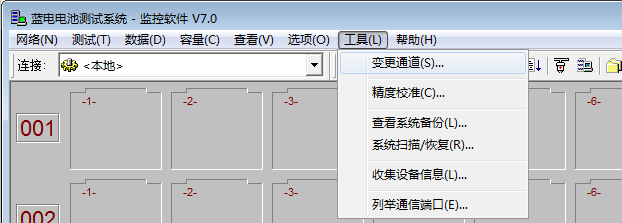 蓝电电池测试系统 - 监控软件 V7.0
网络(N) 测试(T) 数据(D) 容量(C) 查看(V) 选项(O) 工具(L) 帮助(H)
连接: <本地>
变更通道(S)...
精度校准(C)...
查看系统备份(L)...
系统扫描/恢复(R)...
收集设备信息(L)...
列举通信端口(E)...
001 -1- -2- -3- -6-
002 -1- -2- -3- -6-